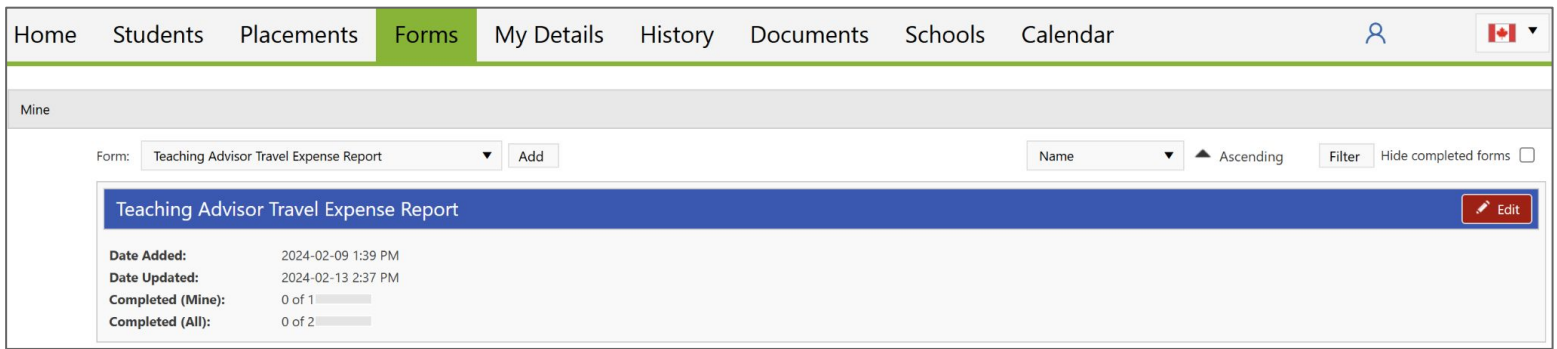 Home Students Placements Forms My Details History Documents Schools Calendar
Mine
Form: Teaching Advisor Travel Expense Report Add Name Ascending Filter Hide completed forms
Teaching Advisor Travel Expense Report Edit
Date Added: 2024-02-09 1:39 PM
Date Updated: 2024-02-13 2:37 PM
Completed (Mine): 0 of 1
Completed (All): 0 of 2